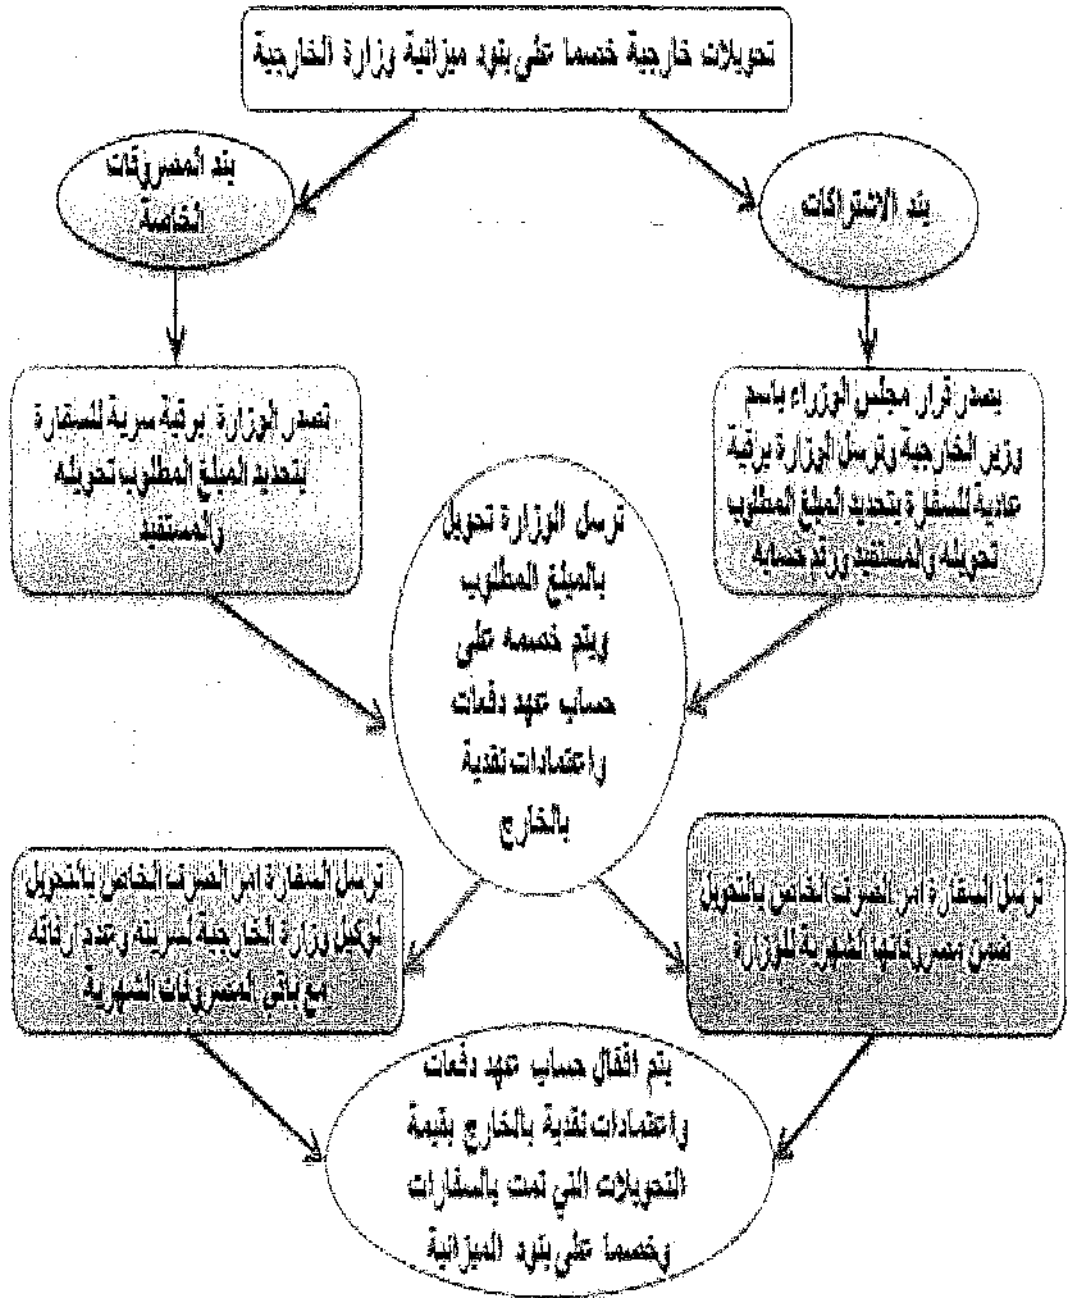 تحويلات خارجية خصما على بنود ميزانية وزارة الخارجية
بند الاشتراكات
بند المصروفات
الخاصة
يصدر قرار مجلس الوزراء باسم
وزير الخارجية وترسل الوزارة برقية
عادية للسفارة بتحديد المبلغ المطلوب
تحويله والمستفيد ورقم حسابه
تصدر الوزارة برقية سرية للسفارة
بتحديد المبلغ المطلوب تحويله
والمستفيد
ترسل الوزارة تحويل
بالمبلغ المطلوب
ويتم خصمه على
حساب عهد دفعات
واعتمادات نقدية
بالخارج
ترسل السفارة امر الصرف الخاص بالتحويل
ضمن مصروفاتها الشهرية للوزارة
ترسل السفارة امر الصرف الخاص بالتحويل
لوكيل وزارة الخارجية لسريته وعدم ارفاقه
مع باقي المصروفات الشهرية
يتم اقفال حساب عهد دفعات
واعتمادات نقدية بالخارج بقيمة
التحويلات التي تمت بالسفارات
وخصما على بنود الميزانية